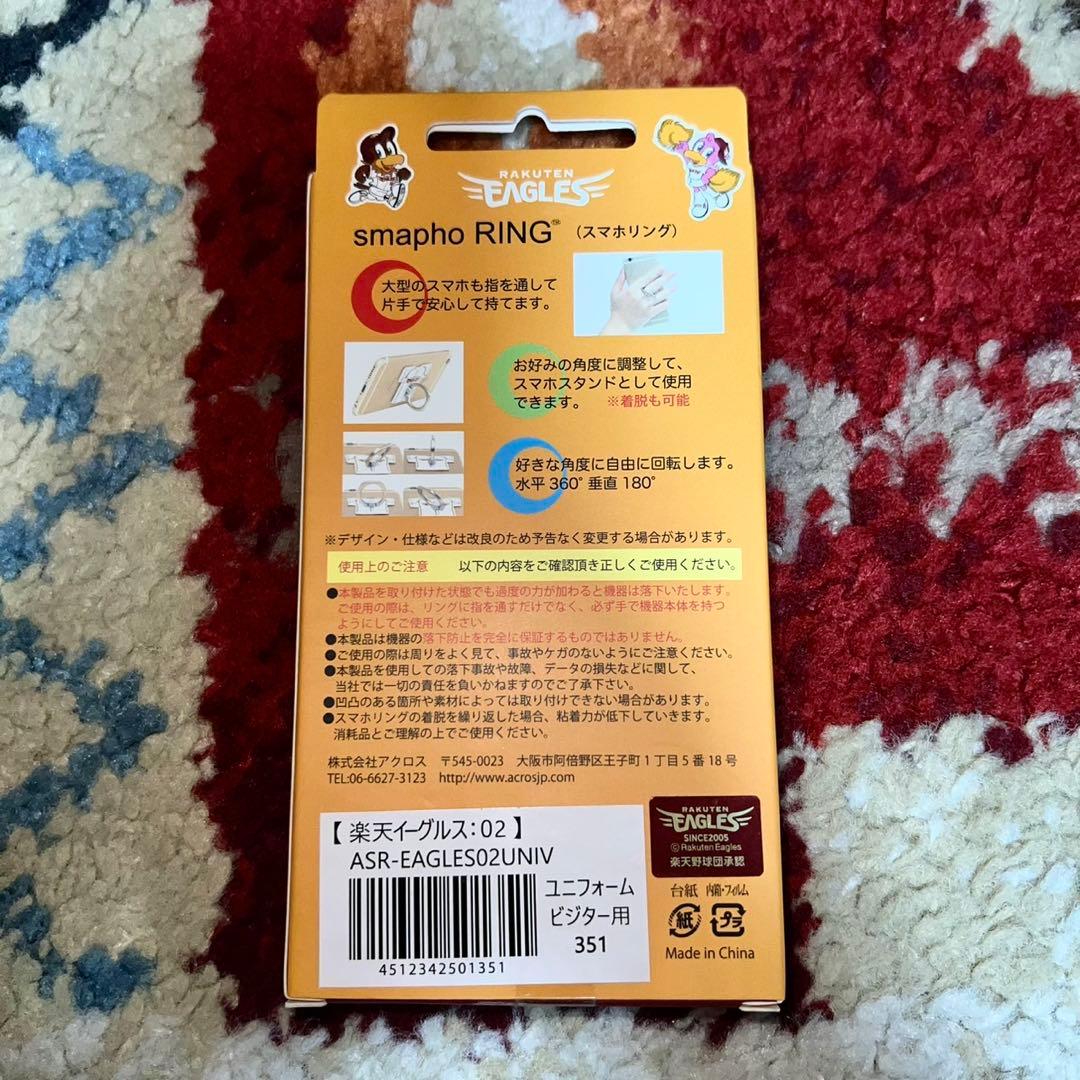 RAKUTEN
EAGLES
smapho RING™ (スマホリング)
大型のスマホも指を通して
片手で安心して持てます。
お好みの角度に調整して、
スマホスタンドとして使用
できます。 ※着脱も可能
好きな角度に自由に回転します。
水平 360° 垂直 180°
※デザイン・仕様などは改良のため予告なく変更する場合があります。
使用上のご注意 以下の内容をご確認頂き正しくご使用ください。
●本製品を取り付けた状態でも過度の力が加わると機器は落下いたします。
ご使用の際は、リングに指を通すだけでなく、必ず手で機器本体を持つ
ようにしてご使用ください。
●本製品は機器の落下防止を完全に保証するものではありません。
●ご使用の際は周りをよく見て、事故やケガのないようにご注意ください。
●本製品を使用しての落下事故や故障、データの損失などに関して、
当社では一切の責任を負いかねますのでご了承下さい。
●凹凸のある箇所や素材によっては取り付けできない場合があります。
●スマホリングの着脱を繰り返した場合、粘着力が低下していきます。
消耗品とご理解の上でご使用ください。
株式会社アクロス 〒545-0023 大阪市阿倍野区王子町1丁目5番18号
TEL:06-6627-3123 http://www.acrosjp.com
【楽天イーグルス:02】
ASR-EAGLES02UNIV
ユニフォーム
ビジター用
351
4512342501351
RAKUTEN
EAGLES
SINCE2005
©Rakuten Eagles
楽天野球団承認
台紙 内箱・フィルム
紙 プラ
Made in China